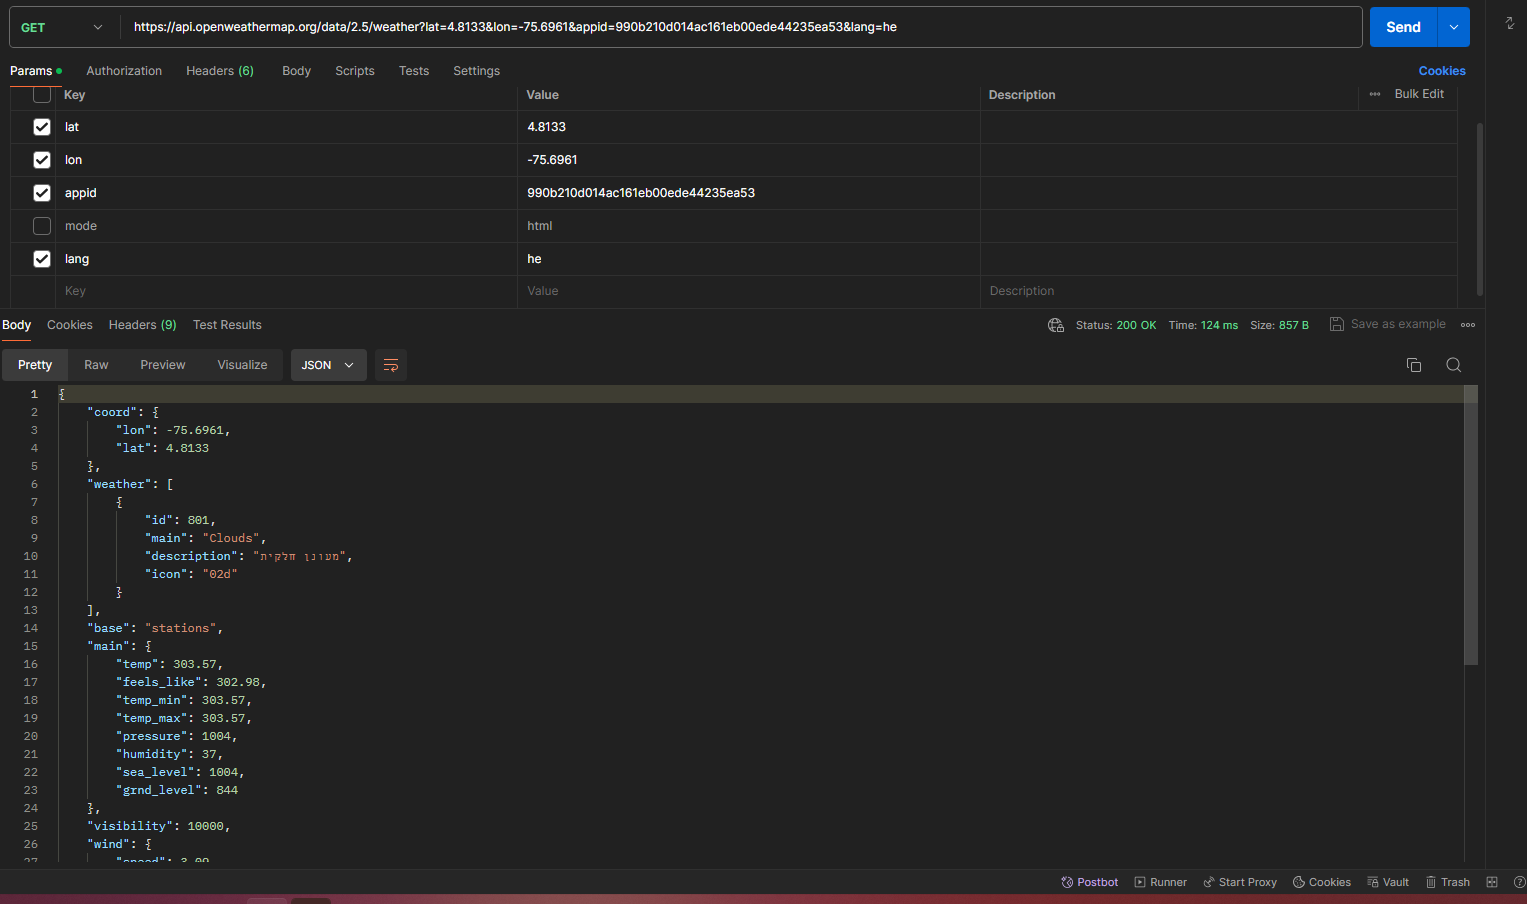 GET https://api.openweathermap.org/data/2.5/weather?lat=4.8133&lon=-75.6961&appid=990b210d014ac161eb00ede44235ea53&lang=he Send
Params Authorization Headers (6) Body Scripts Tests Settings Cookies
Key Value Description Bulk Edit
lat 4.8133
lon -75.6961
appid 990b210d014ac161eb00ede44235ea53
mode html
lang he
Key Value Description
Body Cookies Headers (9) Test Results Status: 200 OK Time: 124 ms Size: 857 B Save as example
Pretty Raw Preview Visualize JSON
1 {
2 "coord": {
3 "lon": -75.6961,
4 "lat": 4.8133
5 },
6 "weather": [
7 {
8 "id": 801,
9 "main": "Clouds",
10 "description": "מעונן חלקית",
11 "icon": "02d"
12 }
13 ],
14 "base": "stations",
15 "main": {
16 "temp": 303.57,
17 "feels_like": 302.98,
18 "temp_min": 303.57,
19 "temp_max": 303.57,
20 "pressure": 1004,
21 "humidity": 37,
22 "sea_level": 1004,
23 "grnd_level": 844
24 },
25 "visibility": 10000,
26 "wind": {
27 "speed": 3.09
Postbot Runner Start Proxy Cookies Vault Trash